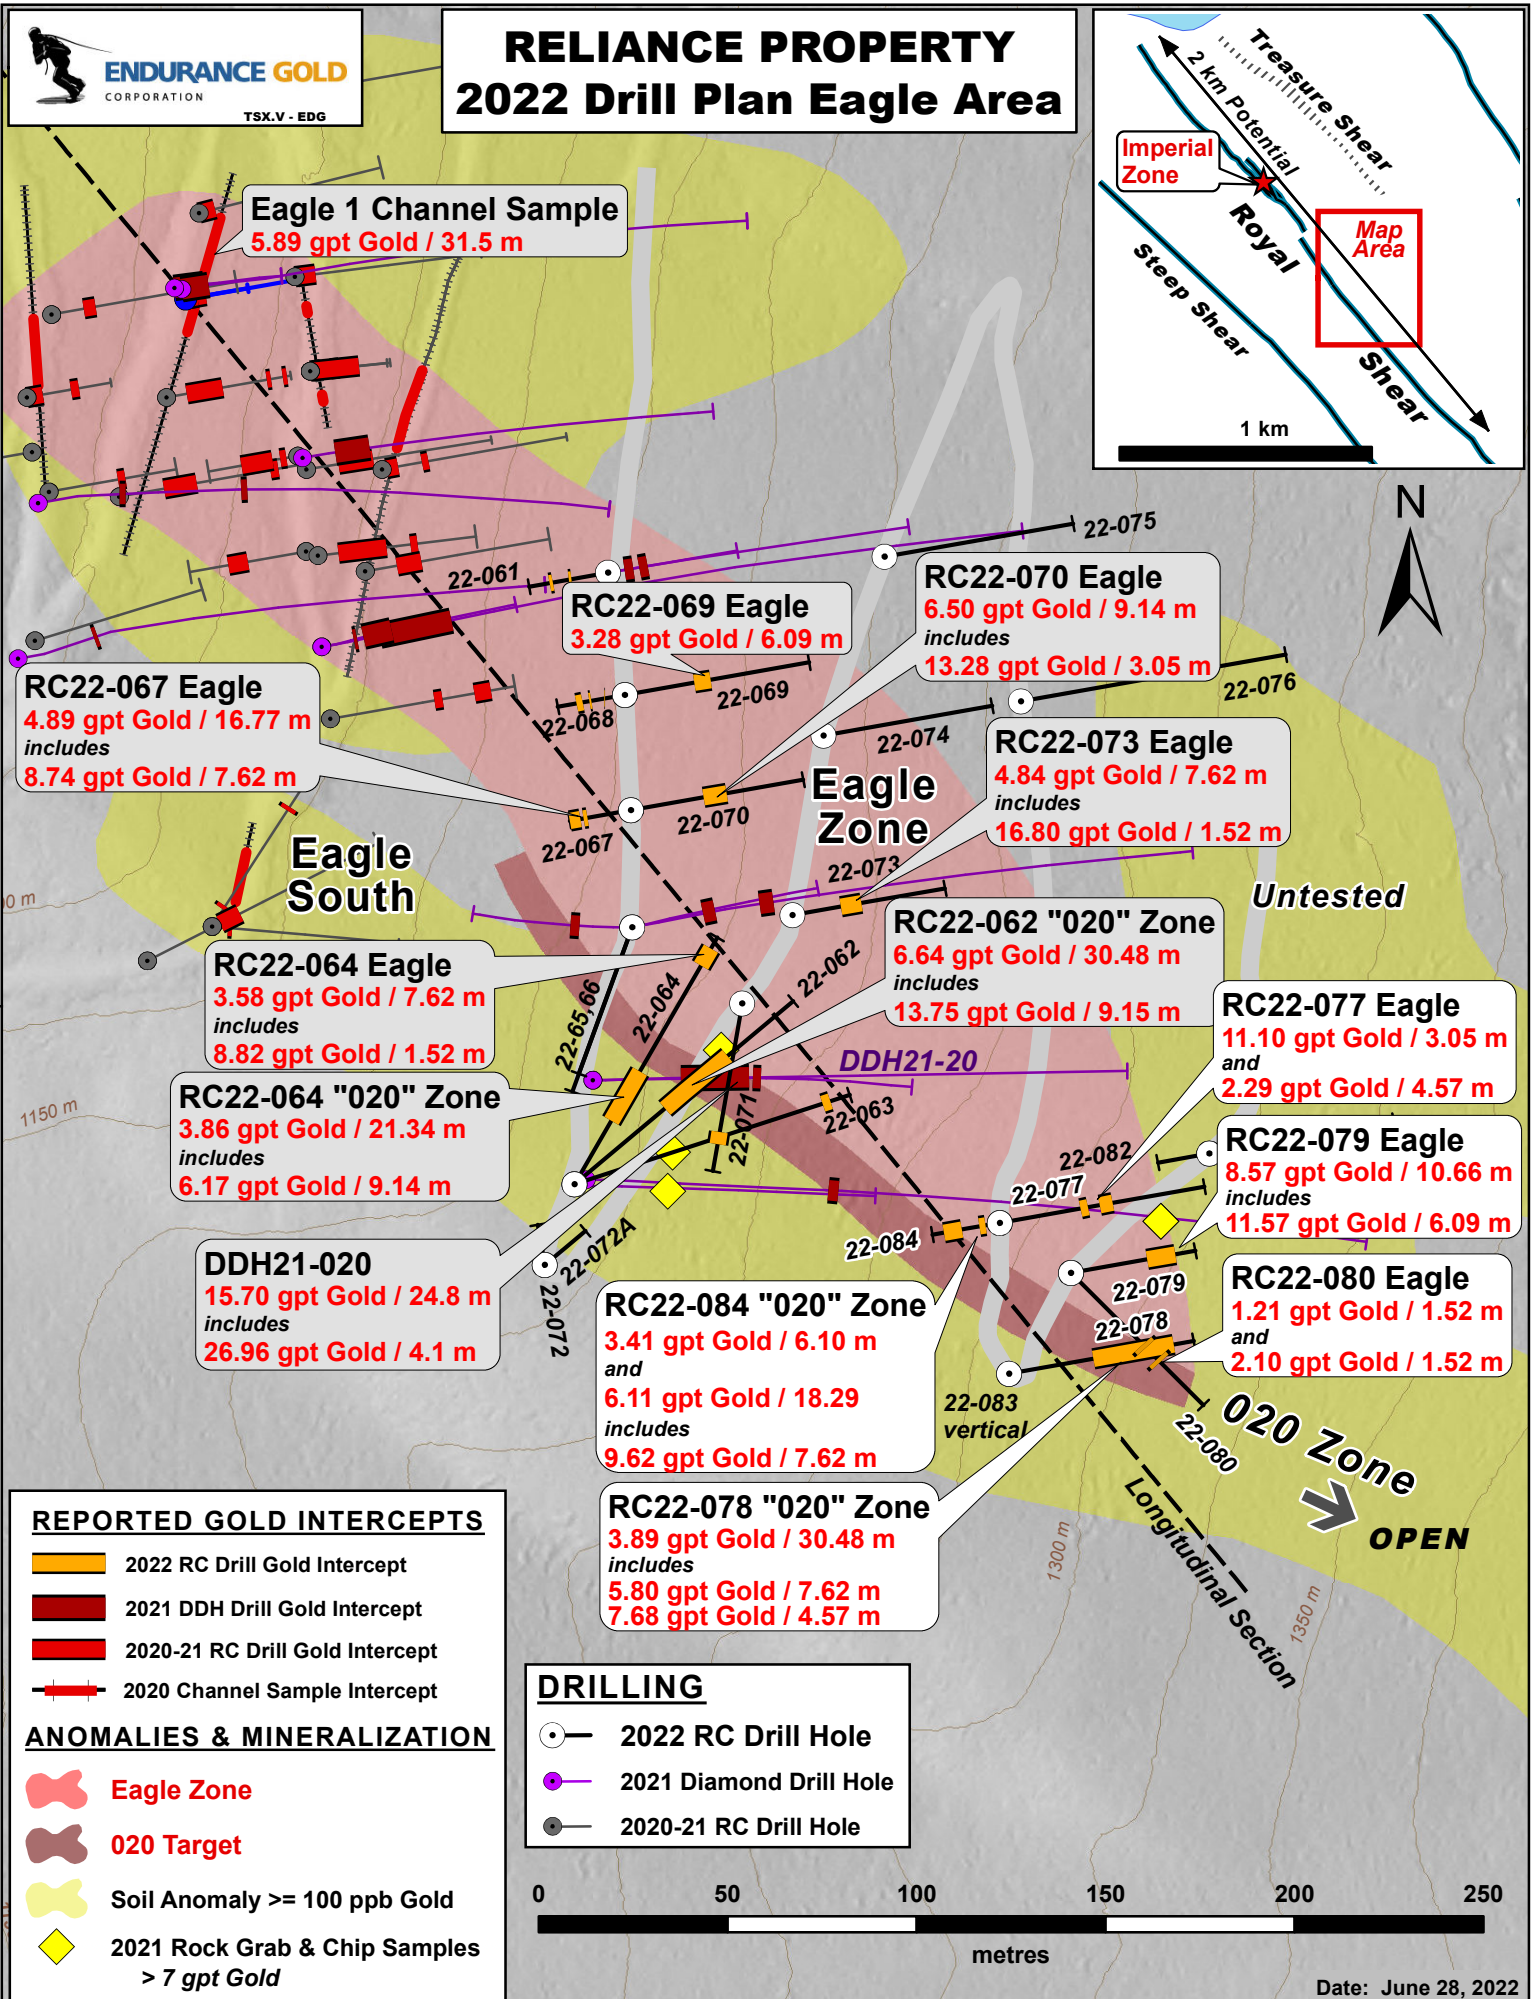 ENDURANCE GOLD
CORPORATION
TSX.V - EDG
RELIANCE PROPERTY
2022 Drill Plan Eagle Area
Treasure Shear
2 km Potential
Imperial
Zone
Royal
Shear
Steep Shear
Map
Area
1 km
N
Eagle 1 Channel Sample
5.89 gpt Gold / 31.5 m
22-075
22-061
RC22-069 Eagle
3.28 gpt Gold / 6.09 m
RC22-070 Eagle
6.50 gpt Gold / 9.14 m
includes
13.28 gpt Gold / 3.05 m
22-076
22-069
22-068
22-074
RC22-067 Eagle
4.89 gpt Gold / 16.77 m
includes
8.74 gpt Gold / 7.62 m
RC22-073 Eagle
4.84 gpt Gold / 7.62 m
includes
16.80 gpt Gold / 1.52 m
Eagle
Zone
22-070
22-067
Eagle
South
22-073
Untested
RC22-062 "020" Zone
6.64 gpt Gold / 30.48 m
includes
13.75 gpt Gold / 9.15 m
RC22-064 Eagle
3.58 gpt Gold / 7.62 m
includes
8.82 gpt Gold / 1.52 m
22-062
22-064
22-65,66
RC22-077 Eagle
11.10 gpt Gold / 3.05 m
and
2.29 gpt Gold / 4.57 m
DDH21-20
RC22-064 "020" Zone
3.86 gpt Gold / 21.34 m
includes
6.17 gpt Gold / 9.14 m
1150 m
22-071
22-063
RC22-079 Eagle
8.57 gpt Gold / 10.66 m
includes
11.57 gpt Gold / 6.09 m
22-082
22-077
22-084
22-072A
22-072
DDH21-020
15.70 gpt Gold / 24.8 m
includes
26.96 gpt Gold / 4.1 m
22-079
22-078
RC22-080 Eagle
1.21 gpt Gold / 1.52 m
and
2.10 gpt Gold / 1.52 m
RC22-084 "020" Zone
3.41 gpt Gold / 6.10 m
and
6.11 gpt Gold / 18.29
includes
9.62 gpt Gold / 7.62 m
22-083
vertical
22-080
020 Zone
OPEN
RC22-078 "020" Zone
3.89 gpt Gold / 30.48 m
includes
5.80 gpt Gold / 7.62 m
7.68 gpt Gold / 4.57 m
Longitudinal Section
1300 m
1350 m
REPORTED GOLD INTERCEPTS
2022 RC Drill Gold Intercept
2021 DDH Drill Gold Intercept
2020-21 RC Drill Gold Intercept
2020 Channel Sample Intercept
ANOMALIES & MINERALIZATION
Eagle Zone
020 Target
Soil Anomaly >= 100 ppb Gold
2021 Rock Grab & Chip Samples
> 7 gpt Gold
DRILLING
2022 RC Drill Hole
2021 Diamond Drill Hole
2020-21 RC Drill Hole
0 50 100 150 200 250
metres
Date: June 28, 2022